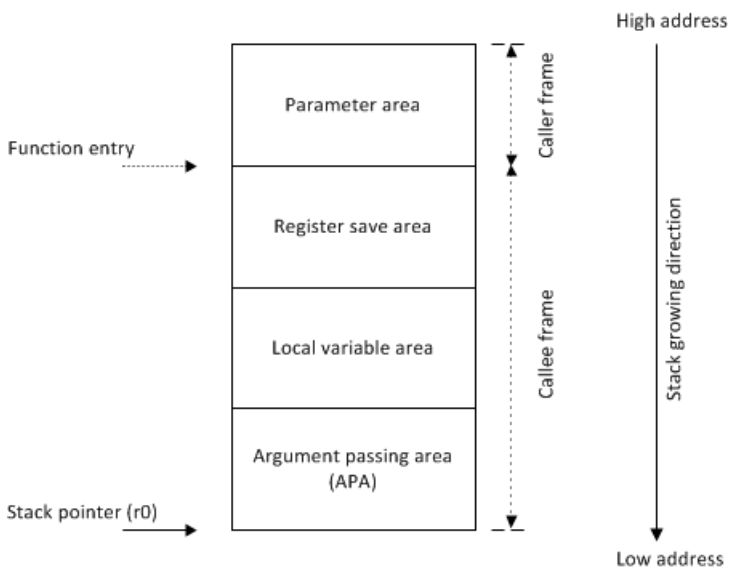 High address
Parameter area
Caller frame
Function entry
Register save area
Stack growing direction
Local variable area
Callee frame
Argument passing area
(APA)
Stack pointer (r0)
Low address